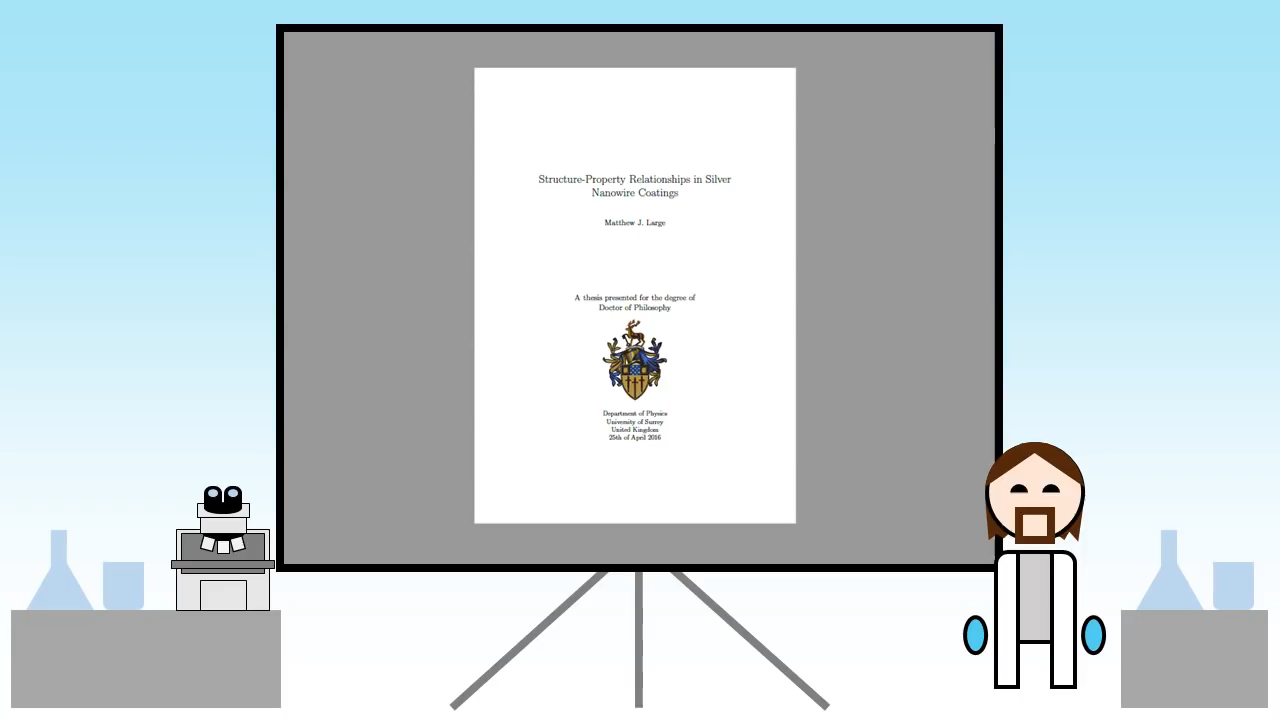 Structure-Property Relationships in Silver
Nanowire Coatings
Matthew J. Large
A thesis presented for the degree of
Doctor of Philosophy
Department of Physics
University of Surrey
United Kingdom
25th of April 2016